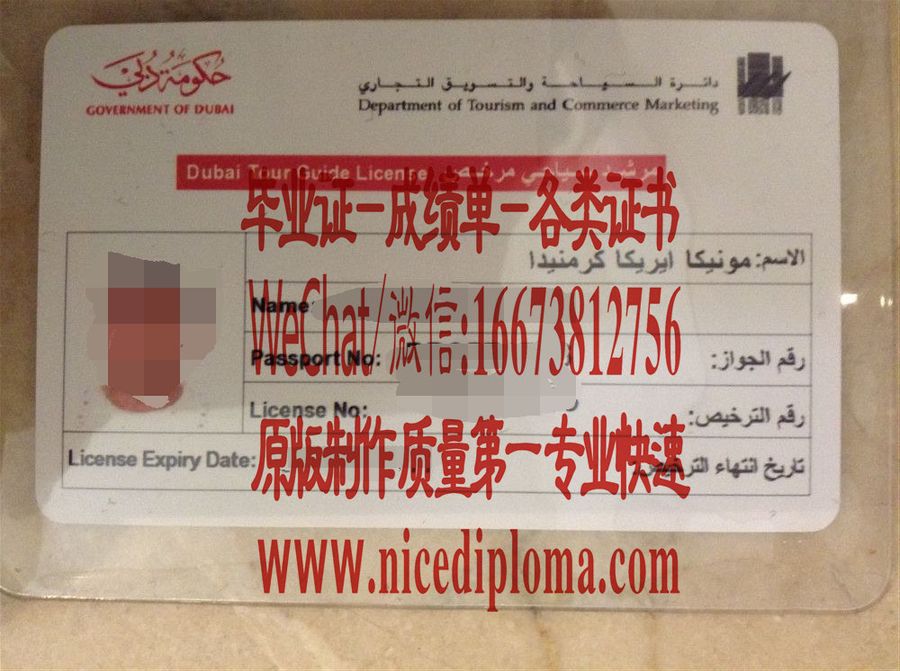 حكومة دبي
GOVERNMENT OF DUBAI
دائرة السياحة والتسويق التجاري
Department of Tourism and Commerce Marketing
Dubai Tour Guide License
毕业证－成绩单－各类证书
الاسم: مونيكا ايريكا كرمنيدا
Name
WeChat/微信:16673812756
Passport No:
رقم الجواز:
License No:
رقم الترخيص:
原版制作质量第一专业快速
License Expiry Date:
تاريخ انتهاء الترخيص
www.nicediploma.com